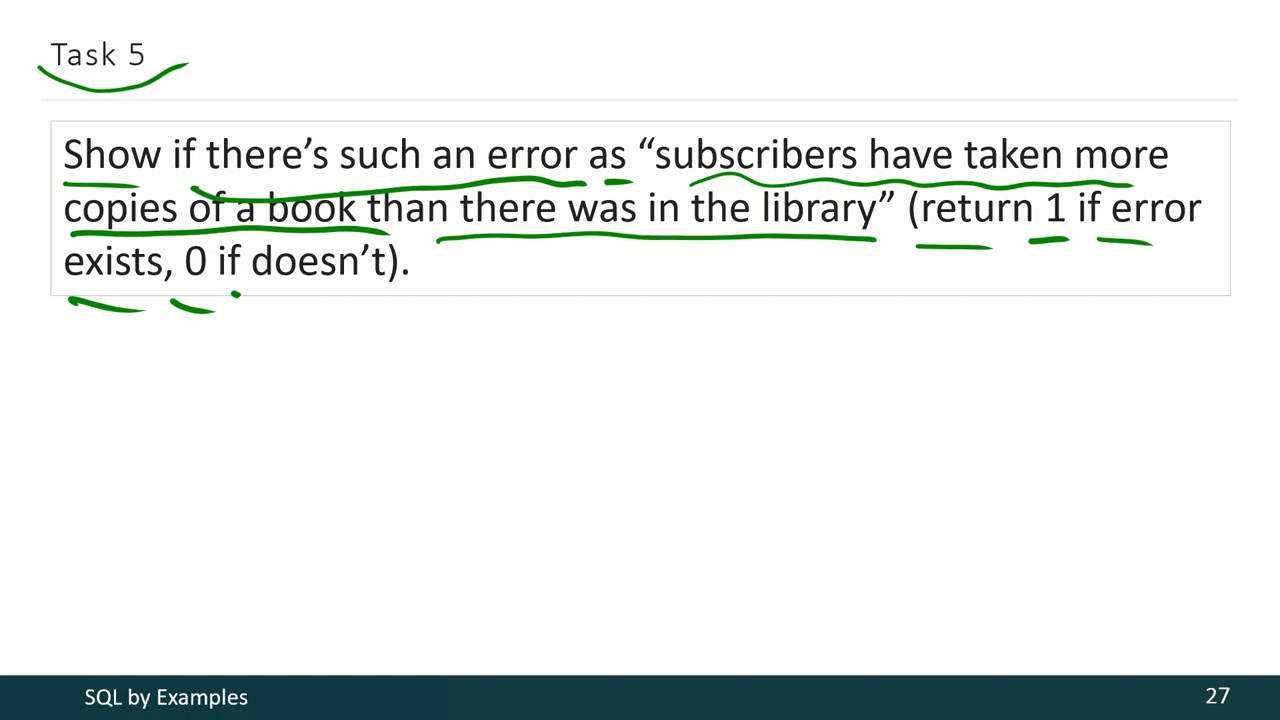 Task 5
Show if there’s such an error as “subscribers have taken more
copies of a book than there was in the library” (return 1 if error
exists, 0 if doesn’t).
SQL by Examples
27